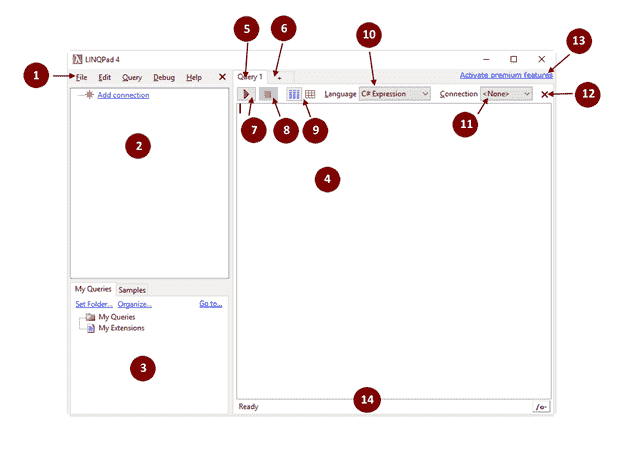 10
5
6
13
LINQPad 4
1
File Edit Query Debug Help
Query 1 +
Activate premium features
Add connection
Language C# Expression Connection <None>
12
7
8
9
11
2
4
My Queries Samples
Set Folder... Organize... Go to...
My Queries
My Extensions
3
14
Ready /o-